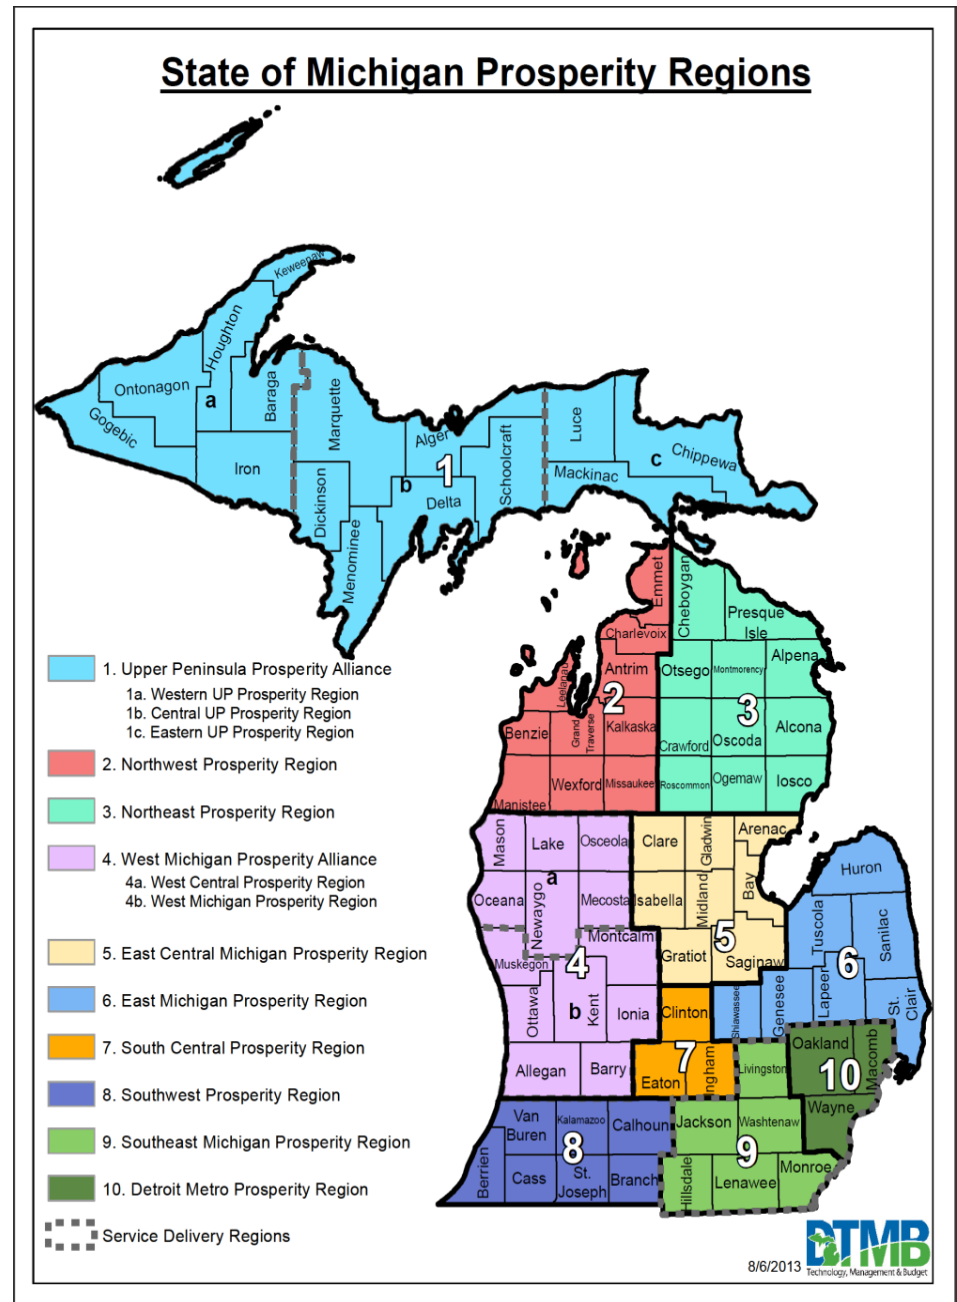 State of Michigan Prosperity Regions
Keweenaw
Houghton
Ontonagon
Baraga
a
Gogebic
Iron
Marquette
Alger
1
b
Dickinson
Delta
Schoolcraft
Menominee
Luce
Mackinac
c
Chippewa
Emmet
Cheboygan
Presque
Isle
Charlevoix
Leelanau
Antrim
Otsego
Montmorency
Alpena
2
3
Benzie
Grand
Traverse
Kalkaska
Crawford
Oscoda
Alcona
Manistee
Wexford
Missaukee
Roscommon
Ogemaw
Iosco
Mason
Lake
Osceola
Clare
Gladwin
Arenac
a
Oceana
Newaygo
Mecosta
Isabella
Midland
Bay
Huron
Montcalm
Muskegon
4
Gratiot
5
Saginaw
Tuscola
Sanilac
6
b
Ottawa
Kent
Ionia
Clinton
Shiawassee
Genesee
Lapeer
St.
Clair
Allegan
Barry
Eaton
7
Ingham
Livingston
Oakland
Macomb
10
Wayne
Van
Buren
Kalamazoo
Calhoun
Jackson
Washtenaw
8
9
Berrien
Cass
St.
Joseph
Branch
Hillsdale
Lenawee
Monroe
1. Upper Peninsula Prosperity Alliance
1a. Western UP Prosperity Region
1b. Central UP Prosperity Region
1c. Eastern UP Prosperity Region
2. Northwest Prosperity Region
3. Northeast Prosperity Region
4. West Michigan Prosperity Alliance
4a. West Central Prosperity Region
4b. West Michigan Prosperity Region
5. East Central Michigan Prosperity Region
6. East Michigan Prosperity Region
7. South Central Prosperity Region
8. Southwest Prosperity Region
9. Southeast Michigan Prosperity Region
10. Detroit Metro Prosperity Region
Service Delivery Regions
8/6/2013
DTMB
Technology, Management & Budget